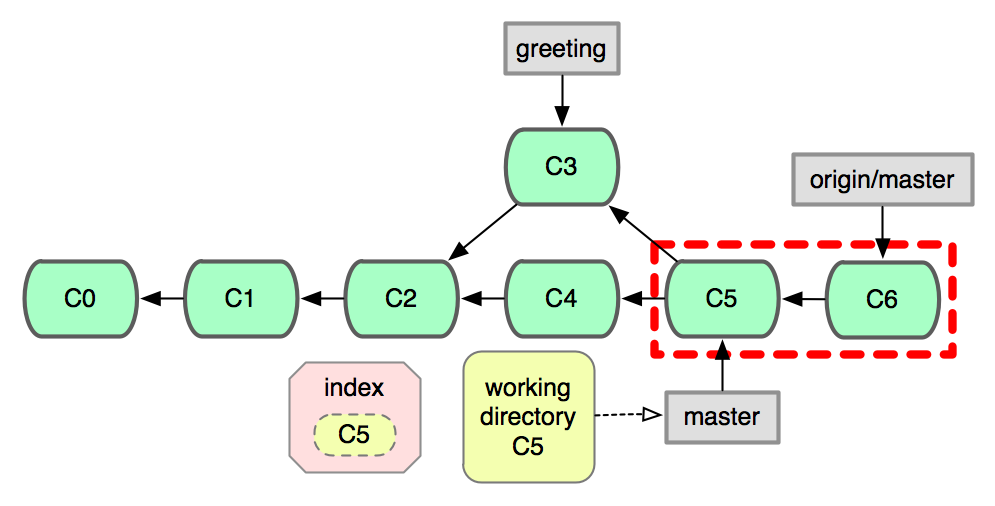 greeting
C3
origin/master
C0
C1
C2
C4
C5
C6
index
C5
working
directory
C5
master